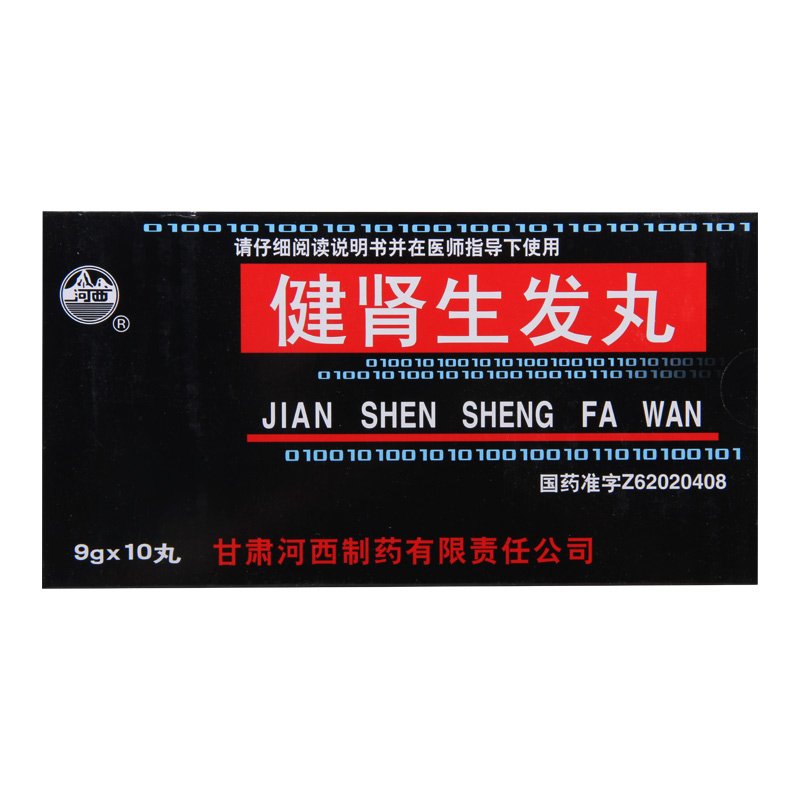 010010100101010010010110101001 01
请仔细阅读说明书并在医师指导下使用
河西
®
健肾生发丸
JIAN SHEN SHENG FA WAN
国药准字Z62020408
9gx10丸
甘肃河西制药有限责任公司